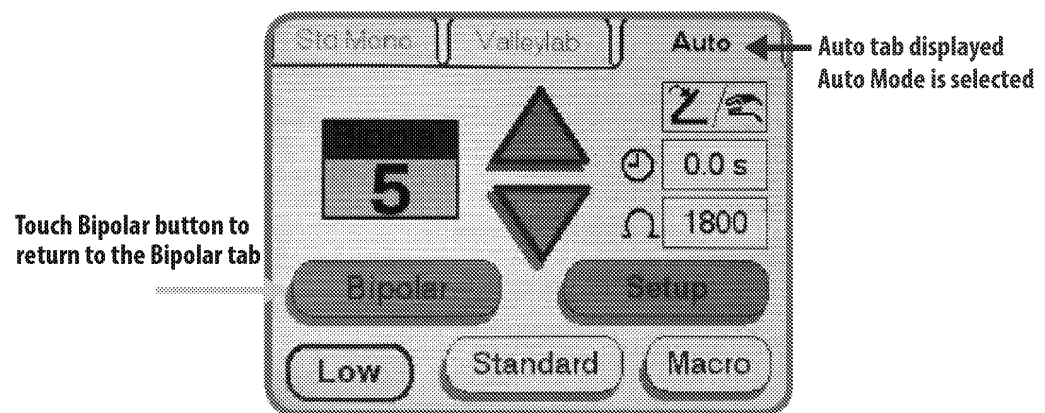 Std Mono Valleylab Auto
Auto tab displayed
Auto Mode is selected
Bipolar
5
0.0 s
1800
Touch Bipolar button to
return to the Bipolar tab
Bipolar Setup
Low Standard Macro